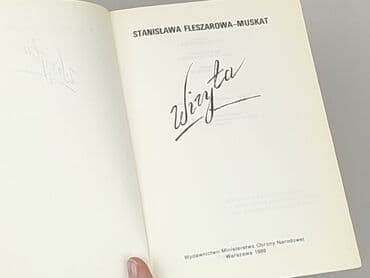 STANISŁAWA FLESZAROWA-MUSKAT
Wizyta
Wydawnictwo Ministerstwa Obrony Narodowej
Warszawa 1986